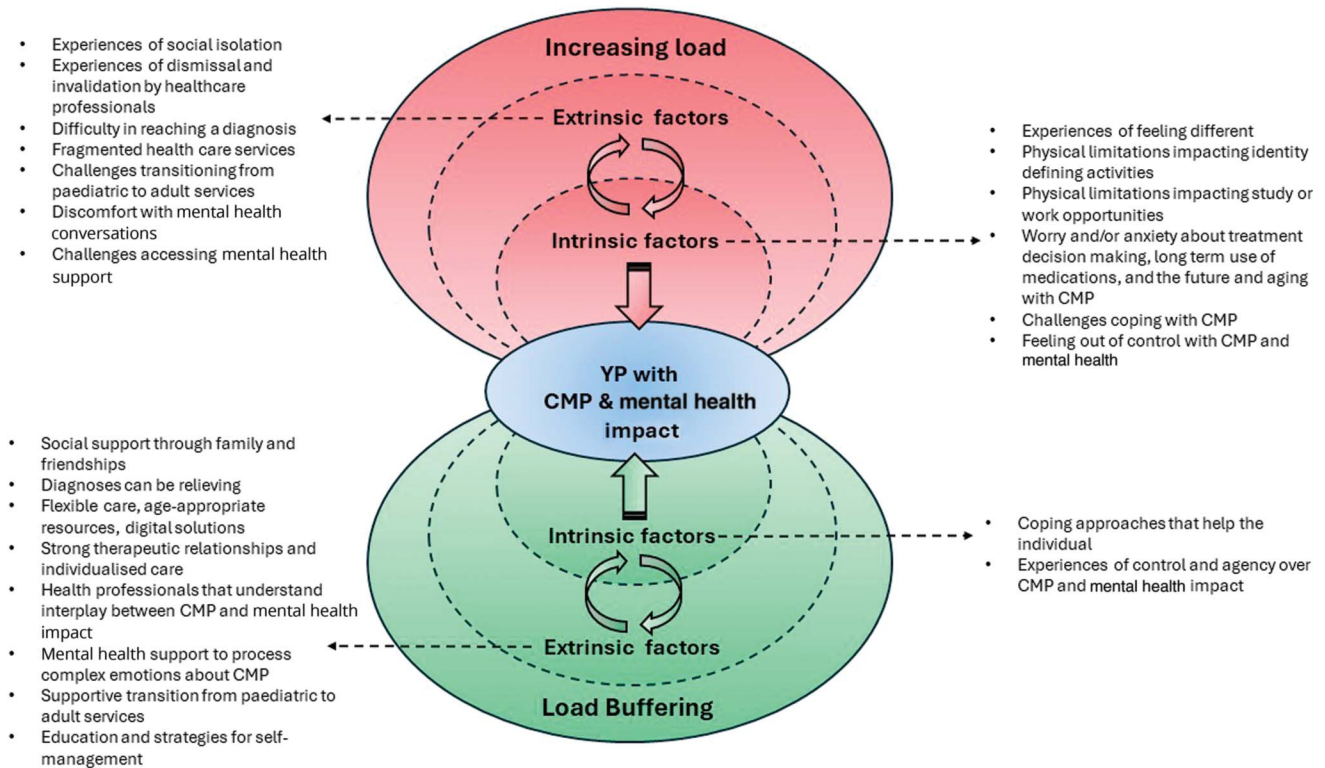 Increasing load
Extrinsic factors
Intrinsic factors
• Experiences of social isolation
• Experiences of dismissal and
invalidation by healthcare
professionals
• Difficulty in reaching a diagnosis
• Fragmented health care services
• Challenges transitioning from
paediatric to adult services
• Discomfort with mental health
conversations
• Challenges accessing mental health
support
• Experiences of feeling different
• Physical limitations impacting identity
defining activities
• Physical limitations impacting study or
work opportunities
• Worry and/or anxiety about treatment
decision making, long term use of
medications, and the future and aging
with CMP
• Challenges coping with CMP
• Feeling out of control with CMP and
mental health
YP with
CMP & mental health
impact
Intrinsic factors
Extrinsic factors
Load Buffering
• Social support through family and
friendships
• Diagnoses can be relieving
• Flexible care, age-appropriate
resources, digital solutions
• Strong therapeutic relationships and
individualised care
• Health professionals that understand
interplay between CMP and mental health
impact
• Mental health support to process
complex emotions about CMP
• Supportive transition from paediatric to
adult services
• Education and strategies for self-
management
• Coping approaches that help the
individual
• Experiences of control and agency over
CMP and mental health impact